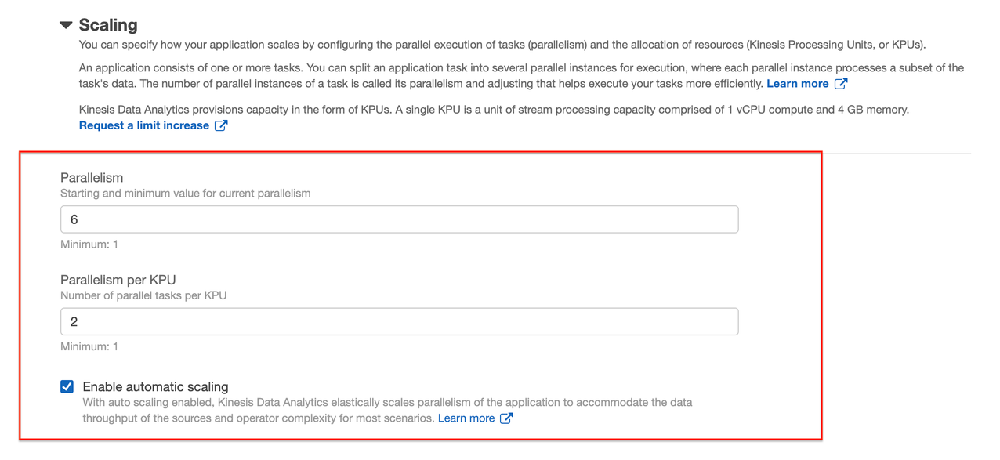 Scaling
You can specify how your application scales by configuring the parallel execution of tasks (parallelism) and the allocation of resources (Kinesis Processing Units, or KPUs).
An application consists of one or more tasks. You can split an application task into several parallel instances for execution, where each parallel instance processes a subset of the
task's data. The number of parallel instances of a task is called its parallelism and adjusting that helps execute your tasks more efficiently. Learn more
Kinesis Data Analytics provisions capacity in the form of KPUs. A single KPU is a unit of stream processing capacity comprised of 1 vCPU compute and 4 GB memory.
Request a limit increase
Parallelism
Starting and minimum value for current parallelism
6
Minimum: 1
Parallelism per KPU
Number of parallel tasks per KPU
2
Minimum: 1
Enable automatic scaling
With auto scaling enabled, Kinesis Data Analytics elastically scales parallelism of the application to accommodate the data
throughput of the sources and operator complexity for most scenarios. Learn more